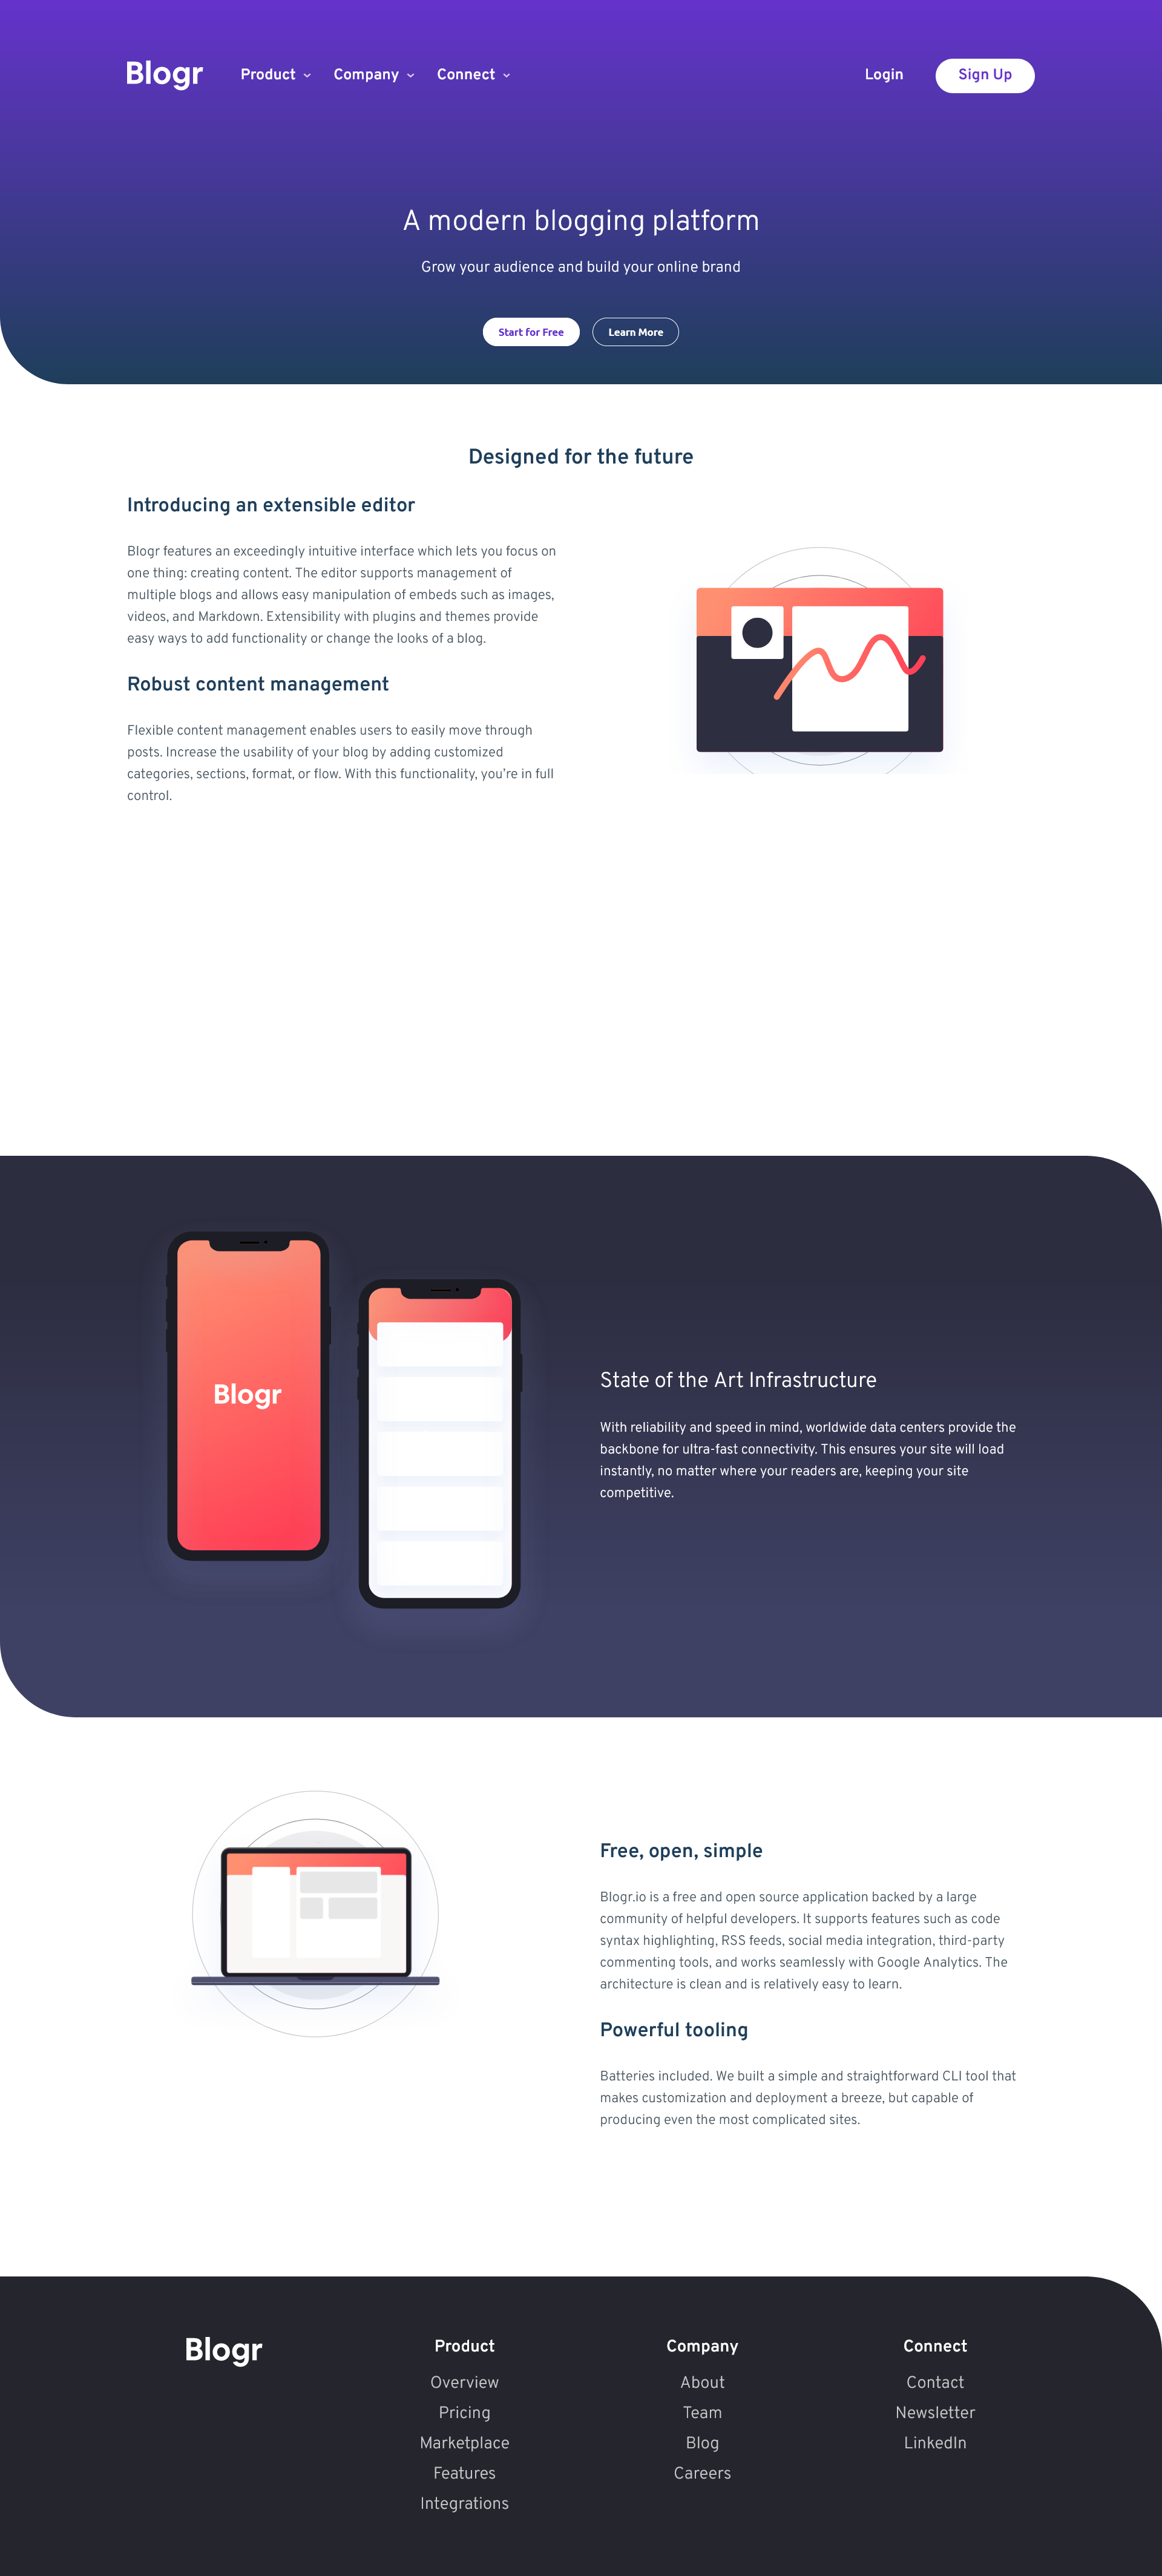 Blogr
Product
Company
Connect
Login
Sign Up
A modern blogging platform
Grow your audience and build your online brand
Start for Free
Learn More
Designed for the future
Introducing an extensible editor
Blogr features an exceedingly intuitive interface which lets you focus on
one thing: creating content. The editor supports management of
multiple blogs and allows easy manipulation of embeds such as images,
videos, and Markdown. Extensibility with plugins and themes provide
easy ways to add functionality or change the looks of a blog.
Robust content management
Flexible content management enables users to easily move through
posts. Increase the usability of your blog by adding customized
categories, sections, format, or flow. With this functionality, you’re in full
control.
Blogr
State of the Art Infrastructure
With reliability and speed in mind, worldwide data centers provide the
backbone for ultra-fast connectivity. This ensures your site will load
instantly, no matter where your readers are, keeping your site
competitive.
Free, open, simple
Blogr.io is a free and open source application backed by a large
community of helpful developers. It supports features such as code
syntax highlighting, RSS feeds, social media integration, third-party
commenting tools, and works seamlessly with Google Analytics. The
architecture is clean and is relatively easy to learn.
Powerful tooling
Batteries included. We built a simple and straightforward CLI tool that
makes customization and deployment a breeze, but capable of
producing even the most complicated sites.
Blogr
Product
Overview
Pricing
Marketplace
Features
Integrations
Company
About
Team
Blog
Careers
Connect
Contact
Newsletter
LinkedIn